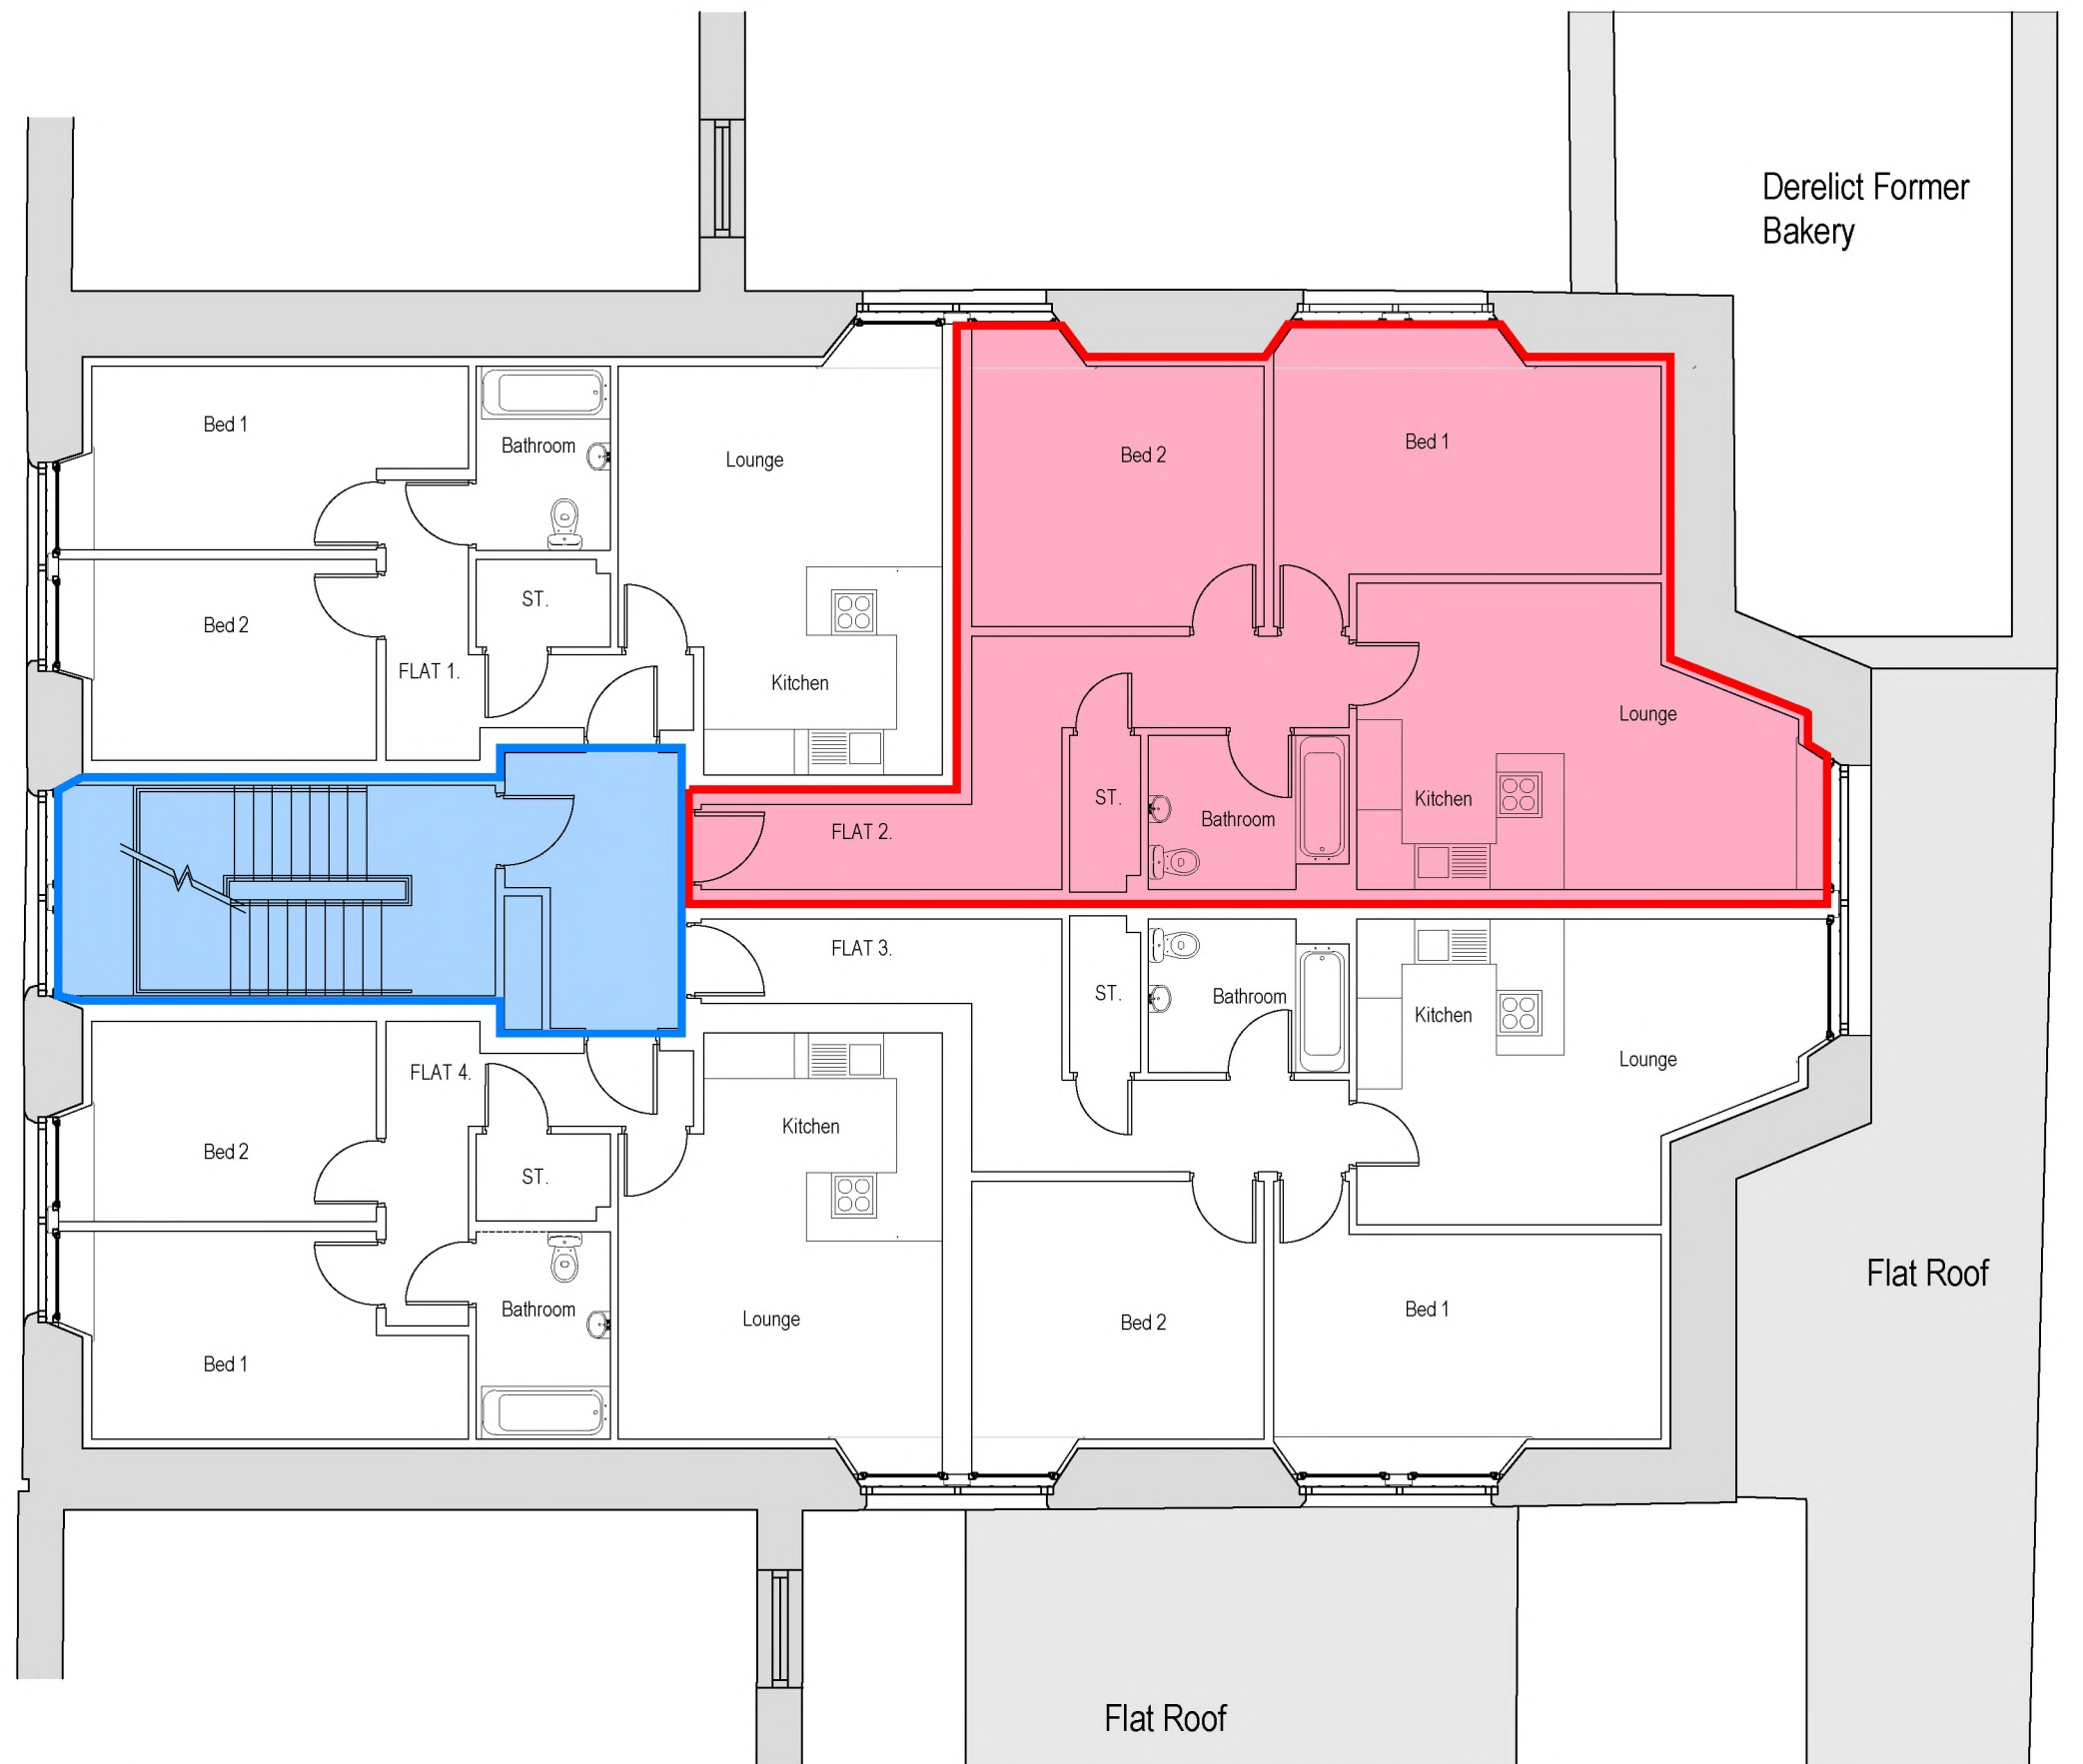 Derelict Former
Bakery
Bed 1
Bathroom
Lounge
Bed 2
Bed 1
ST.
Bed 2
FLAT 1.
Kitchen
Lounge
ST.
Kitchen
Bathroom
FLAT 2.
FLAT 3.
ST.
Bathroom
Kitchen
Lounge
FLAT 4.
Kitchen
Bed 2
ST.
Flat Roof
Bathroom
Lounge
Bed 2
Bed 1
Bed 1
Flat Roof